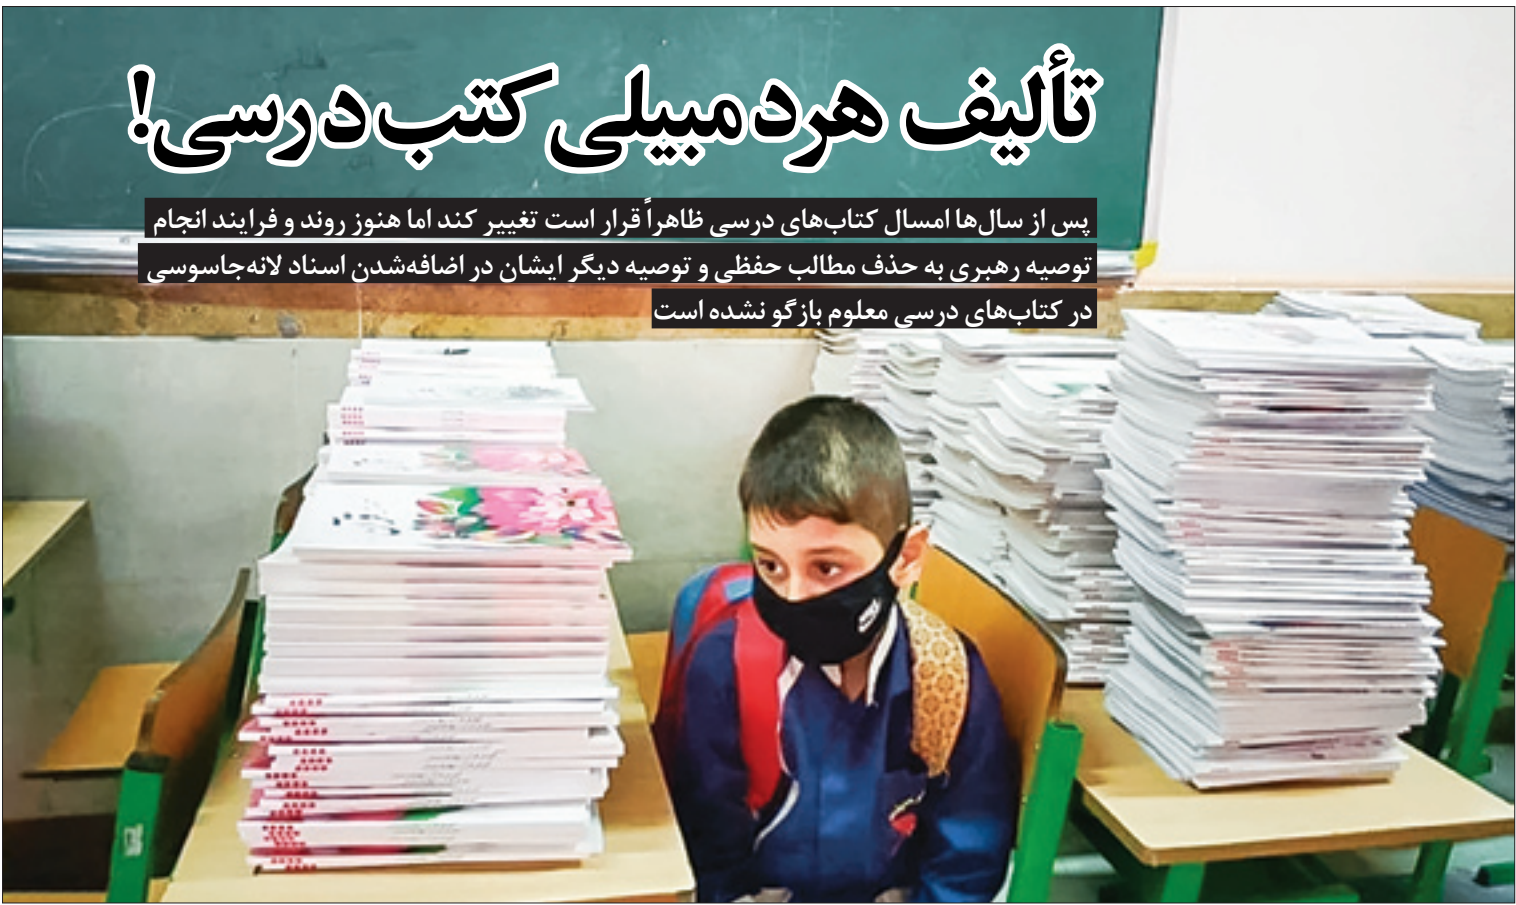 تألیف هردمبیلی کتب درسی!
پس از سال‌ها امسال کتاب‌های درسی ظاهراً قرار است تغییر کند اما هنوز روند و فرایند انجام
توصیه رهبری به حذف مطالب حفظی و توصیه دیگر ایشان در اضافه‌شدن اسناد لانه‌جاسوسی
در کتاب‌های درسی معلوم بازگو نشده است